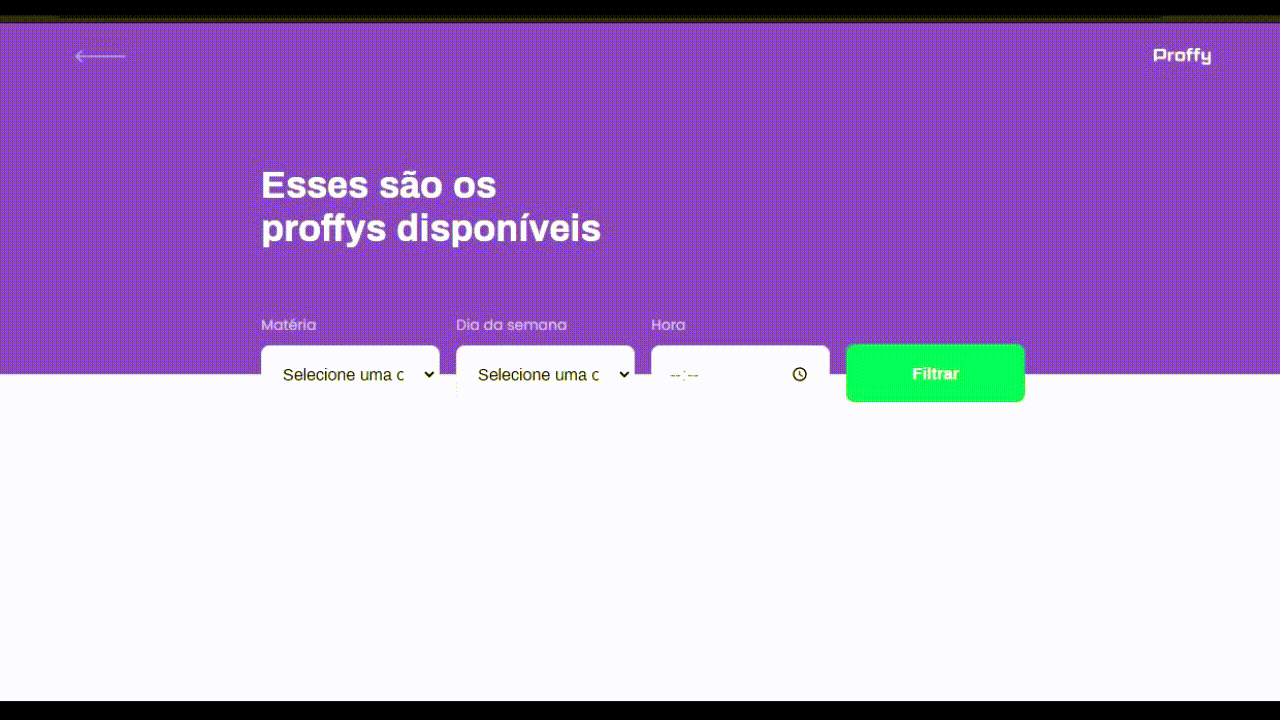 Proffy
Esses são os
proffys disponíveis
Matéria
Dia da semana
Hora
Selecione uma c
Selecione uma c
--:--
Filtrar